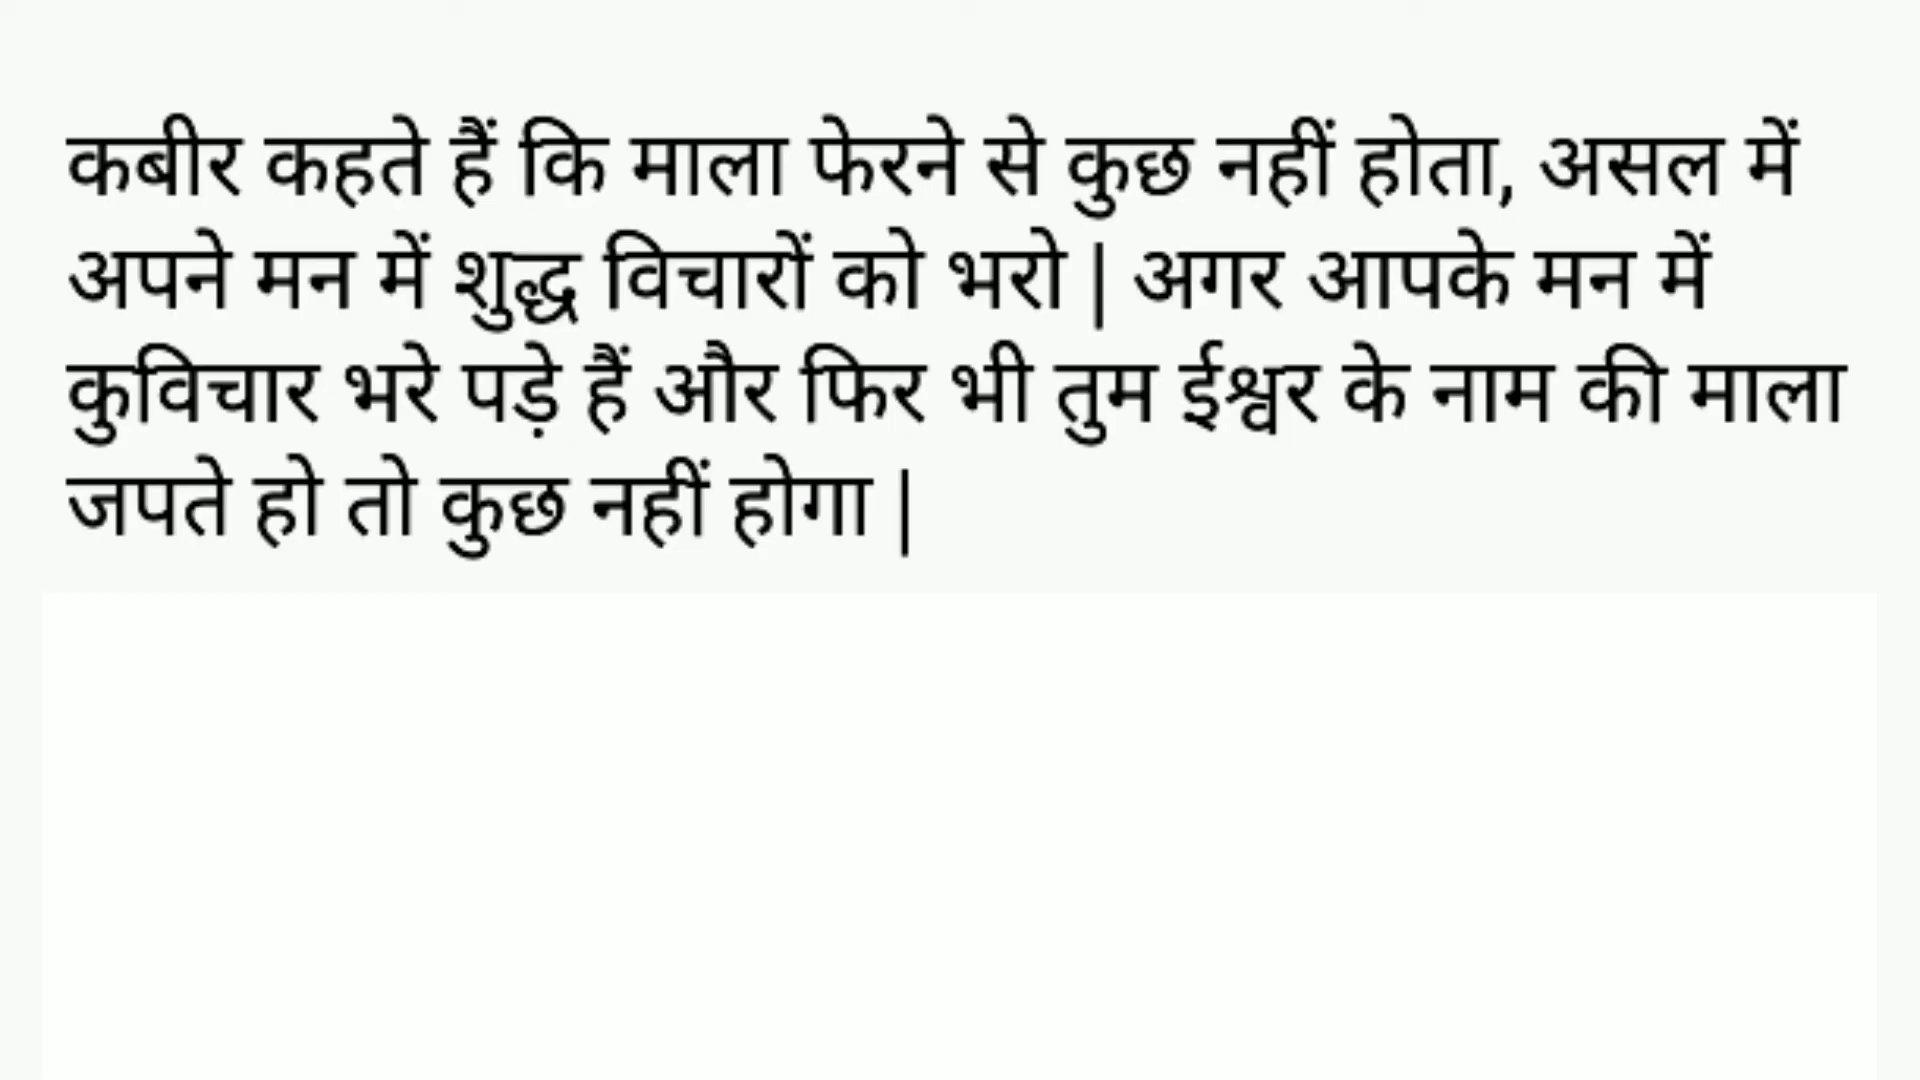 कबीर कहते हैं कि माला फेरने से कुछ नहीं होता, असल में
अपने मन में शुद्ध विचारों को भरो | अगर आपके मन में
कुविचार भरे पड़े हैं और फिर भी तुम ईश्वर के नाम की माला
जपते हो तो कुछ नहीं होगा |